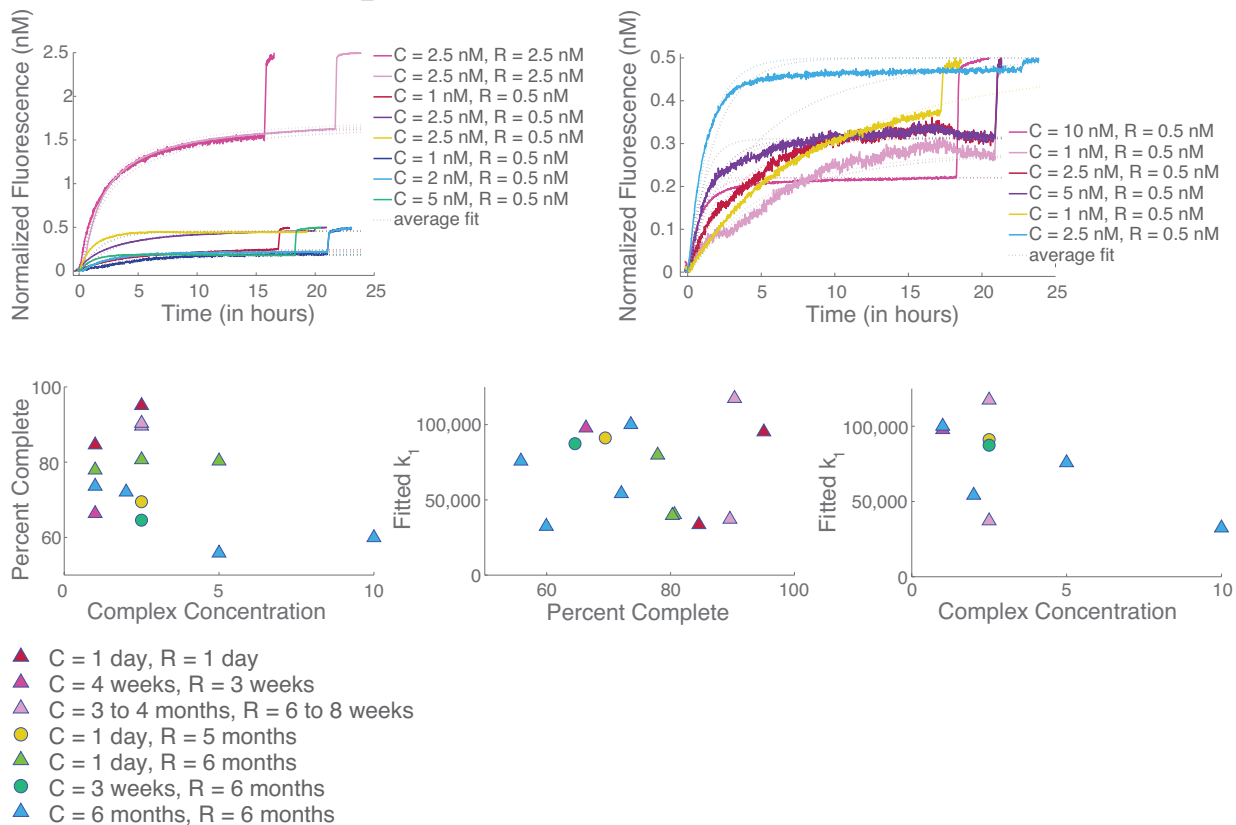 Normalized Fluorescence (nM)
2.5
2
1.5
1
0.5
0
0
5
10
15
20
25
Time (in hours)
C = 2.5 nM, R = 2.5 nM
C = 2.5 nM, R = 2.5 nM
C = 1 nM, R = 0.5 nM
C = 2.5 nM, R = 0.5 nM
C = 2.5 nM, R = 0.5 nM
C = 1 nM, R = 0.5 nM
C = 2 nM, R = 0.5 nM
C = 5 nM, R = 0.5 nM
average fit
Normalized Fluorescence (nM)
0.5
0.4
0.3
0.2
0.1
0
0
5
10
15
20
25
Time (in hours)
C = 10 nM, R = 0.5 nM
C = 1 nM, R = 0.5 nM
C = 2.5 nM, R = 0.5 nM
C = 5 nM, R = 0.5 nM
C = 1 nM, R = 0.5 nM
C = 2.5 nM, R = 0.5 nM
average fit
Percent Complete
100
80
60
0
5
10
Complex Concentration
Fitted k1
100,000
50,000
0
60
80
100
Percent Complete
Fitted k1
100,000
50,000
0
0
5
10
Complex Concentration
C = 1 day, R = 1 day
C = 4 weeks, R = 3 weeks
C = 3 to 4 months, R = 6 to 8 weeks
C = 1 day, R = 5 months
C = 1 day, R = 6 months
C = 3 weeks, R = 6 months
C = 6 months, R = 6 months